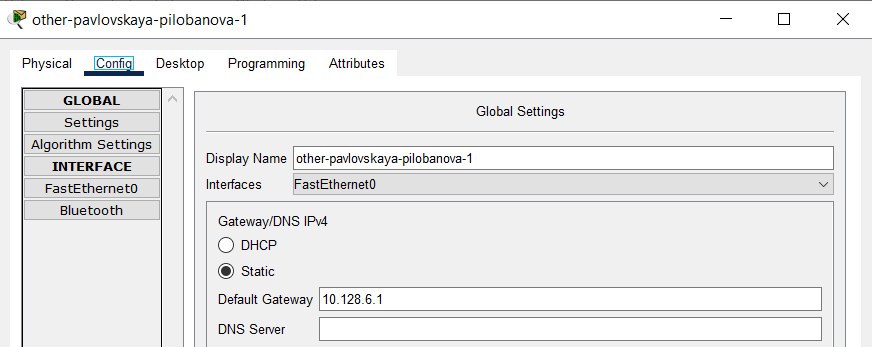 other-pavlovskaya-pilobanova-1
Physical Config Desktop Programming Attributes
GLOBAL
Settings
Algorithm Settings
INTERFACE
FastEthernet0
Bluetooth
Global Settings
Display Name other-pavlovskaya-pilobanova-1
Interfaces FastEthernet0
Gateway/DNS IPv4
DHCP
Static
Default Gateway 10.128.6.1
DNS Server